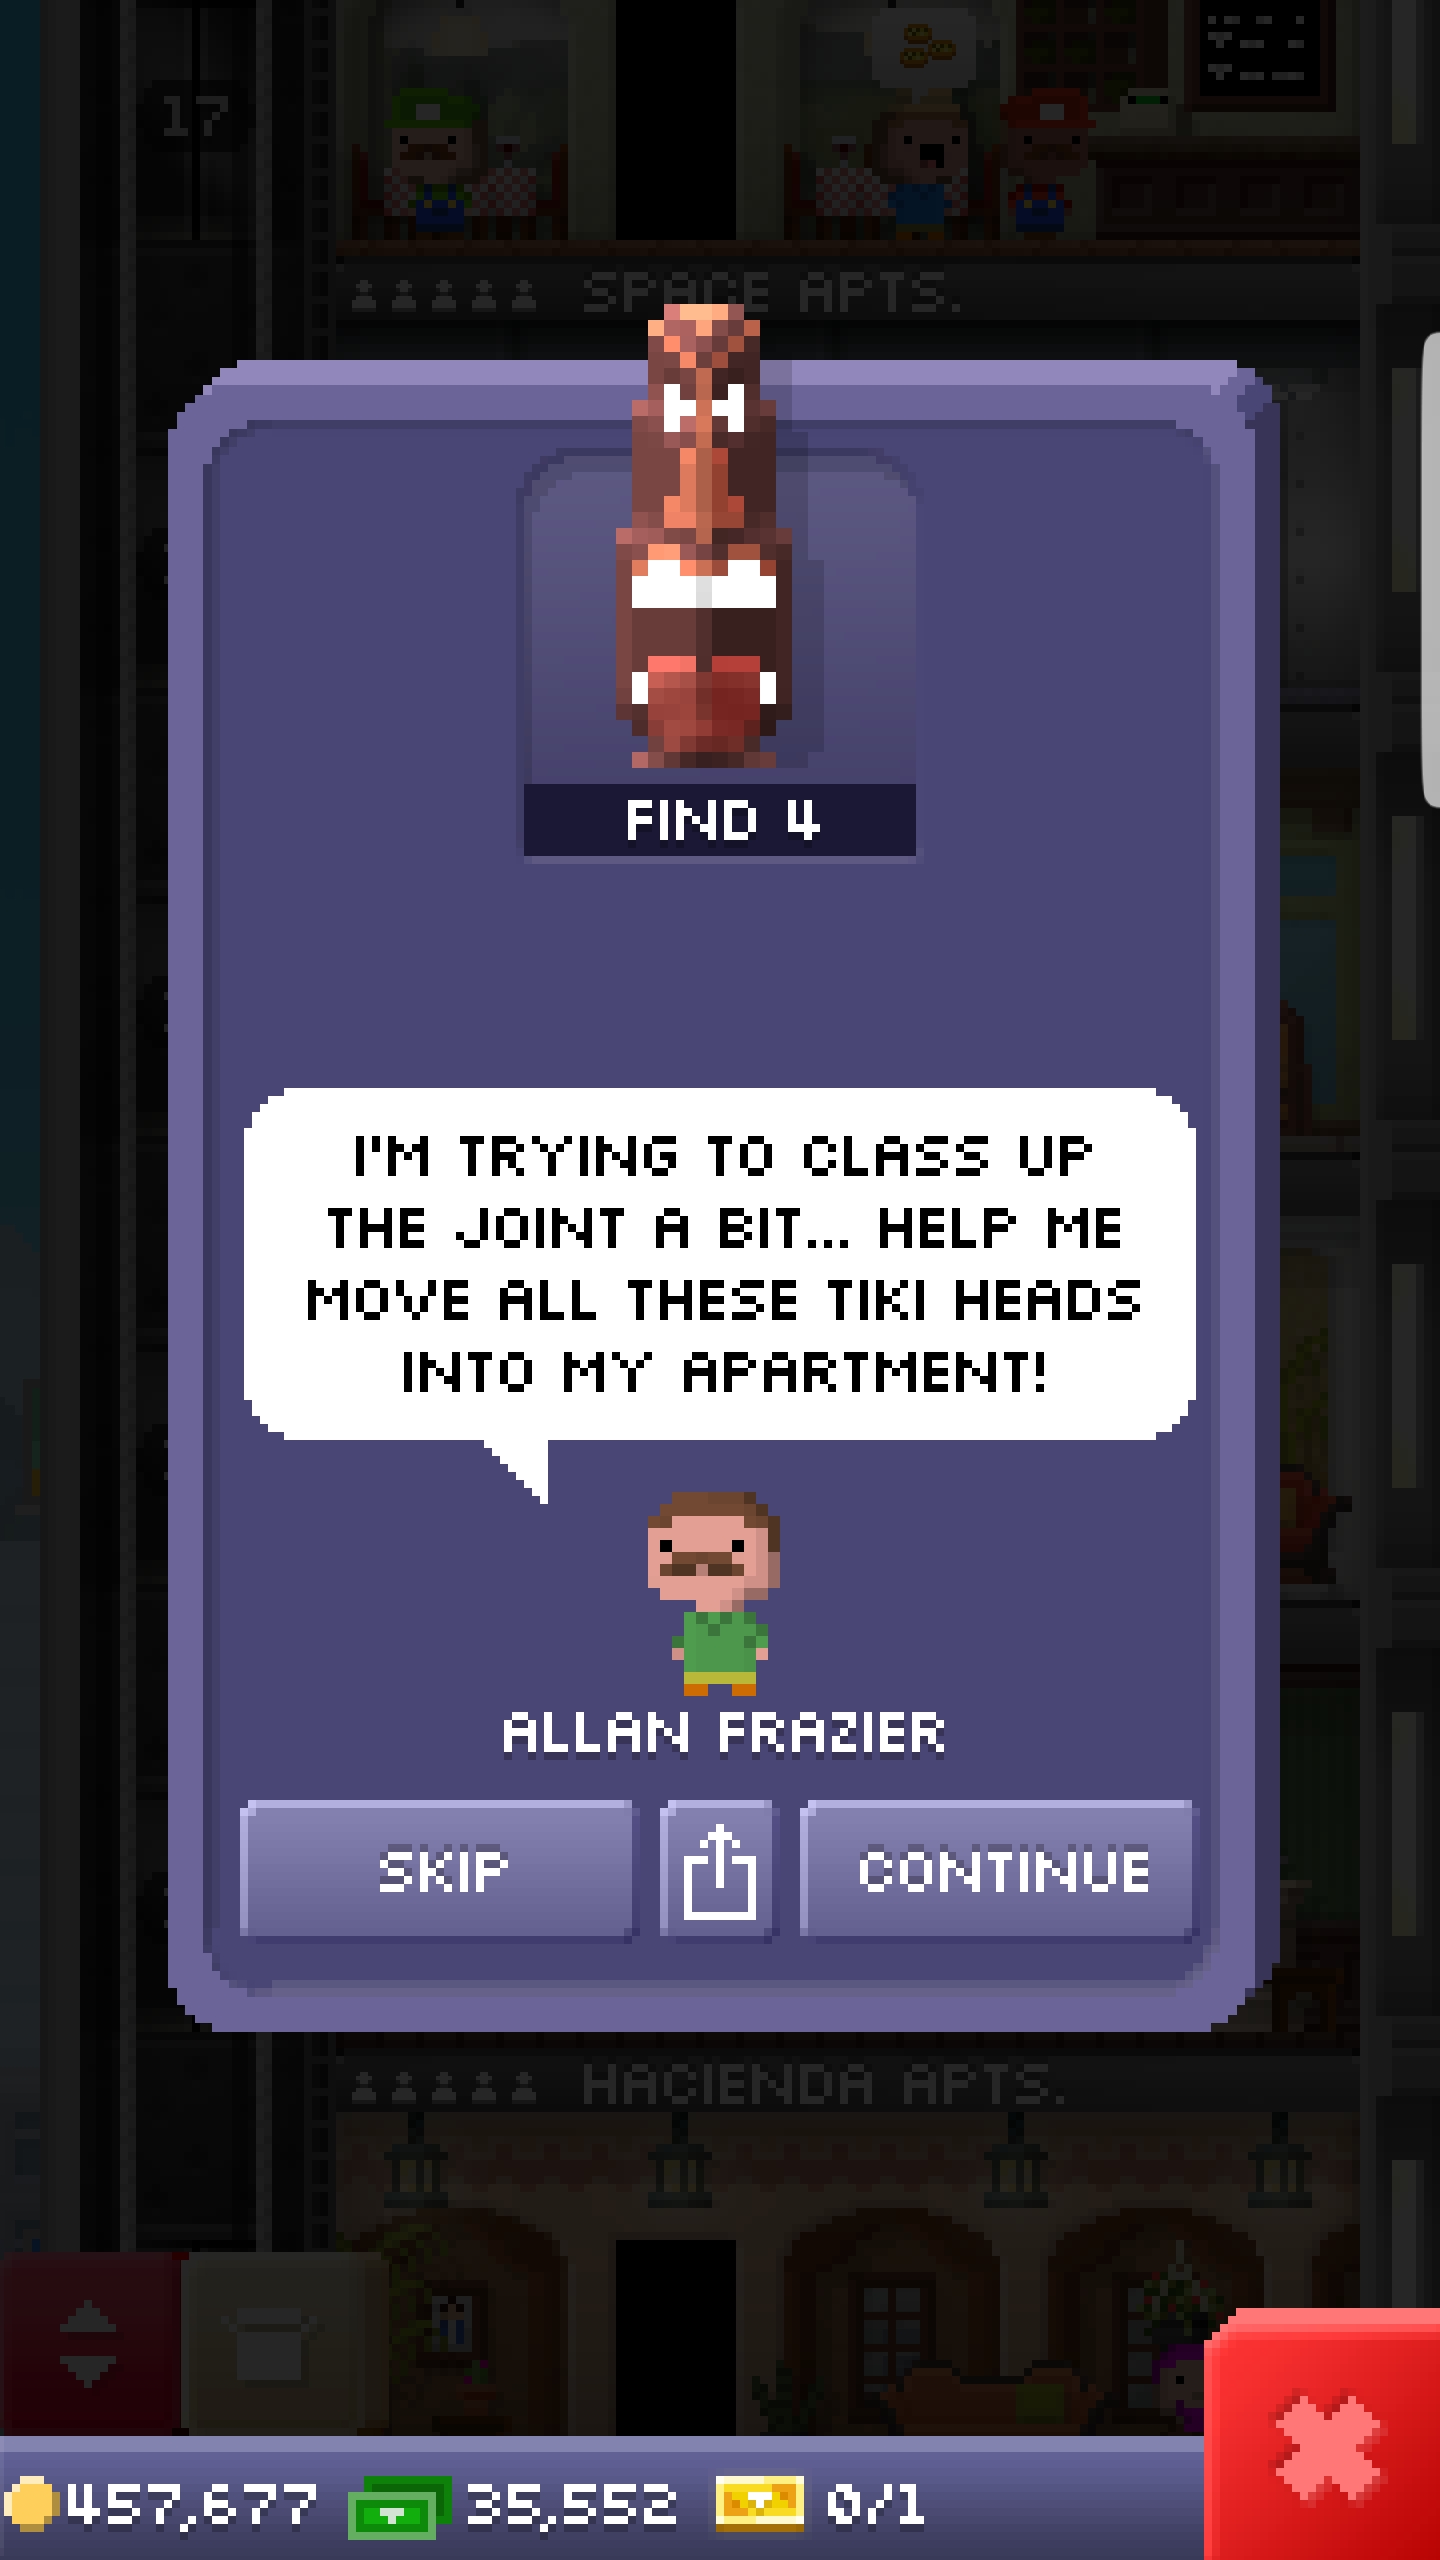 17
SPACE APTS.
FIND 4
I'M TRYING TO CLASS UP
THE JOINT A BIT... HELP ME
MOVE ALL THESE TIKI HEADS
INTO MY APARTMENT!
ALLAN FRAZIER
SKIP
CONTINUE
HACIENDA APTS.
457,677
35,552
0/1